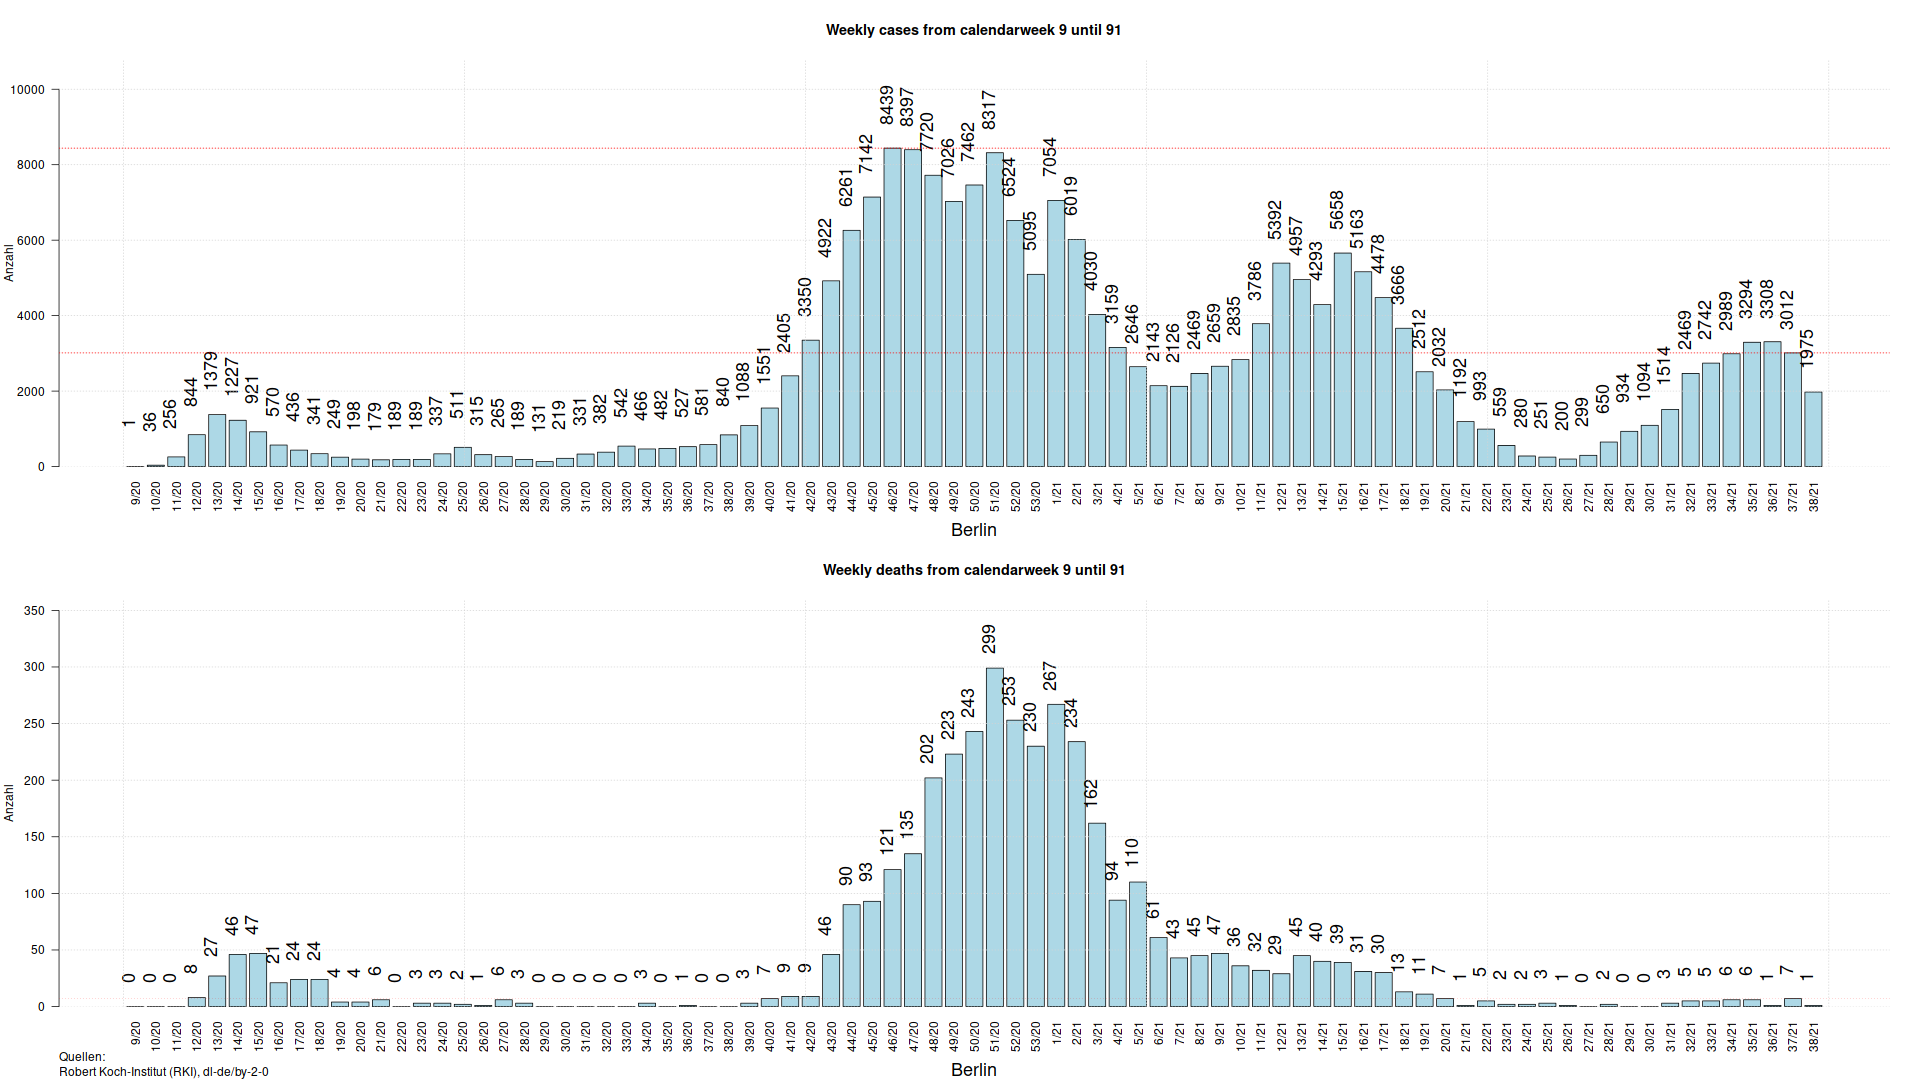 Weekly cases from calendarweek 9 until 91
Anzahl
10000
8000
6000
4000
2000
0
1 36 256 844 1379 1227 921 570 436 341 249 198 179 189 189 337 511 315 265 189 131 219 331 382 542 466 482 527 581 840 1088 1551 2405 3350 4922 6261 7142 8439 8397 7720 7026 7462 8317 6524 5095 7054 6019 4030 3159 2646 2143 2126 2469 2659 2835 3786 5392 4957 4293 5658 5163 4478 3666 2512 2032 1192 993 559 280 251 200 299 650 934 1094 1514 2469 2742 2989 3294 3308 3012 1975
9/20 10/20 11/20 12/20 13/20 14/20 15/20 16/20 17/20 18/20 19/20 20/20 21/20 22/20 23/20 24/20 25/20 26/20 27/20 28/20 29/20 30/20 31/20 32/20 33/20 34/20 35/20 36/20 37/20 38/20 39/20 40/20 41/20 42/20 43/20 44/20 45/20 46/20 47/20 48/20 49/20 50/20 51/20 52/20 53/20 1/21 2/21 3/21 4/21 5/21 6/21 7/21 8/21 9/21 10/21 11/21 12/21 13/21 14/21 15/21 16/21 17/21 18/21 19/21 20/21 21/21 22/21 23/21 24/21 25/21 26/21 27/21 28/21 29/21 30/21 31/21 32/21 33/21 34/21 35/21 36/21 37/21 38/21
Berlin
Weekly deaths from calendarweek 9 until 91
Anzahl
350
300
250
200
150
100
50
0
0 0 0 8 27 46 47 21 24 24 4 4 6 0 3 3 2 1 6 3 0 0 0 0 0 3 0 1 0 0 3 7 9 9 46 90 93 121 135 202 223 243 299 253 230 267 234 162 94 110 61 43 45 47 36 32 29 45 40 39 31 30 13 11 7 1 5 2 2 3 1 0 2 0 0 3 5 5 6 6 1 7 1
9/20 10/20 11/20 12/20 13/20 14/20 15/20 16/20 17/20 18/20 19/20 20/20 21/20 22/20 23/20 24/20 25/20 26/20 27/20 28/20 29/20 30/20 31/20 32/20 33/20 34/20 35/20 36/20 37/20 38/20 39/20 40/20 41/20 42/20 43/20 44/20 45/20 46/20 47/20 48/20 49/20 50/20 51/20 52/20 53/20 1/21 2/21 3/21 4/21 5/21 6/21 7/21 8/21 9/21 10/21 11/21 12/21 13/21 14/21 15/21 16/21 17/21 18/21 19/21 20/21 21/21 22/21 23/21 24/21 25/21 26/21 27/21 28/21 29/21 30/21 31/21 32/21 33/21 34/21 35/21 36/21 37/21 38/21
Berlin
Quellen:
Robert Koch-Institut (RKI), dl-de/by-2-0